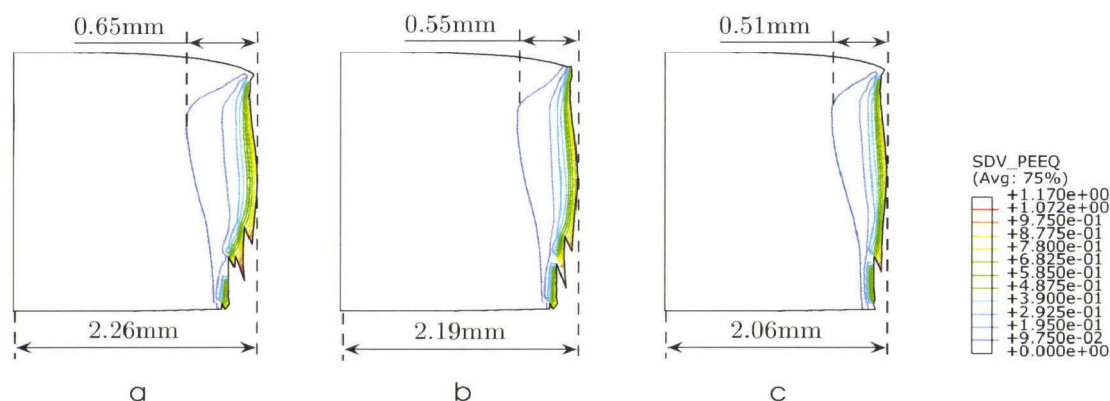 0.65mm
0.55mm
0.51mm
SDV_PEEQ
(Avg: 75%)
+1.170e+00
+1.072e+00
+9.750e-01
+8.775e-01
+7.800e-01
+6.825e-01
+5.850e-01
+4.875e-01
+3.900e-01
+2.925e-01
+1.950e-01
+9.750e-02
+0.000e+00
2.26mm
2.19mm
2.06mm
a
b
c